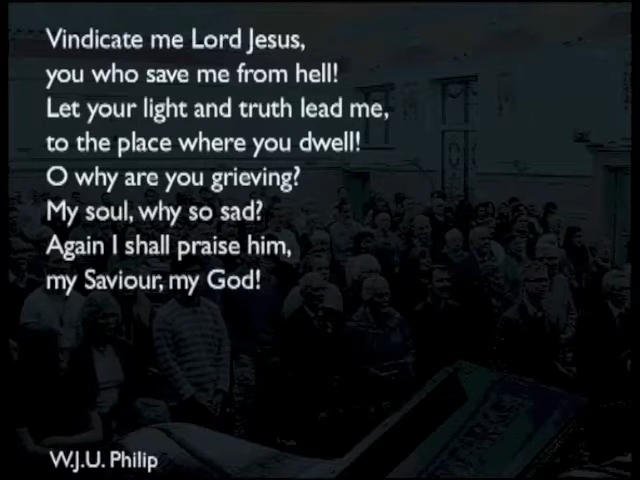 Vindicate me Lord Jesus,
you who save me from hell!
Let your light and truth lead me,
to the place where you dwell!
O why are you grieving?
My soul, why so sad?
Again I shall praise him,
my Saviour, my God!
W.J.U. Philip